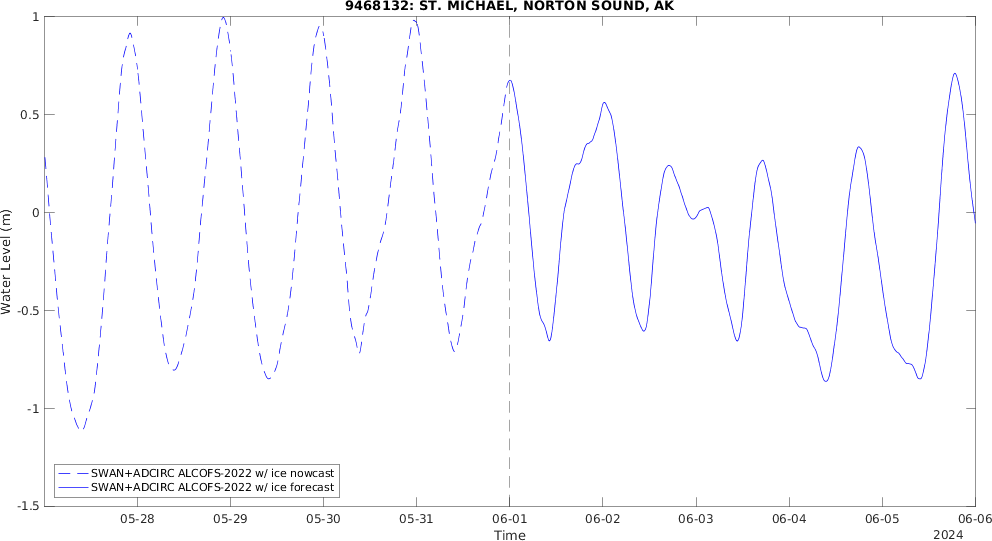 9468132: ST. MICHAEL, NORTON SOUND, AK
Water Level (m)
1
0.5
0
-0.5
-1
-1.5
SWAN+ADCIRC ALCOFS-2022 w/ ice nowcast
SWAN+ADCIRC ALCOFS-2022 w/ ice forecast
05-28 05-29 05-30 05-31 06-01 06-02 06-03 06-04 06-05 06-06
Time
2024